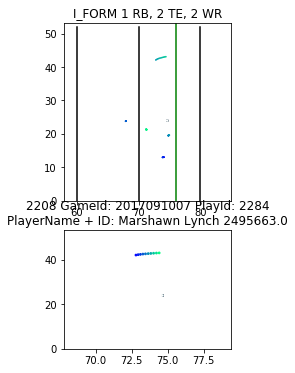 I_FORM 1 RB, 2 TE, 2 WR
50
40
30
20
10
0
60 70 80
2208 GameId: 2017091007 PlayId: 2284
PlayerName + ID: Marshawn Lynch 2495663.0
40
20
0
70.0 72.5 75.0 77.5